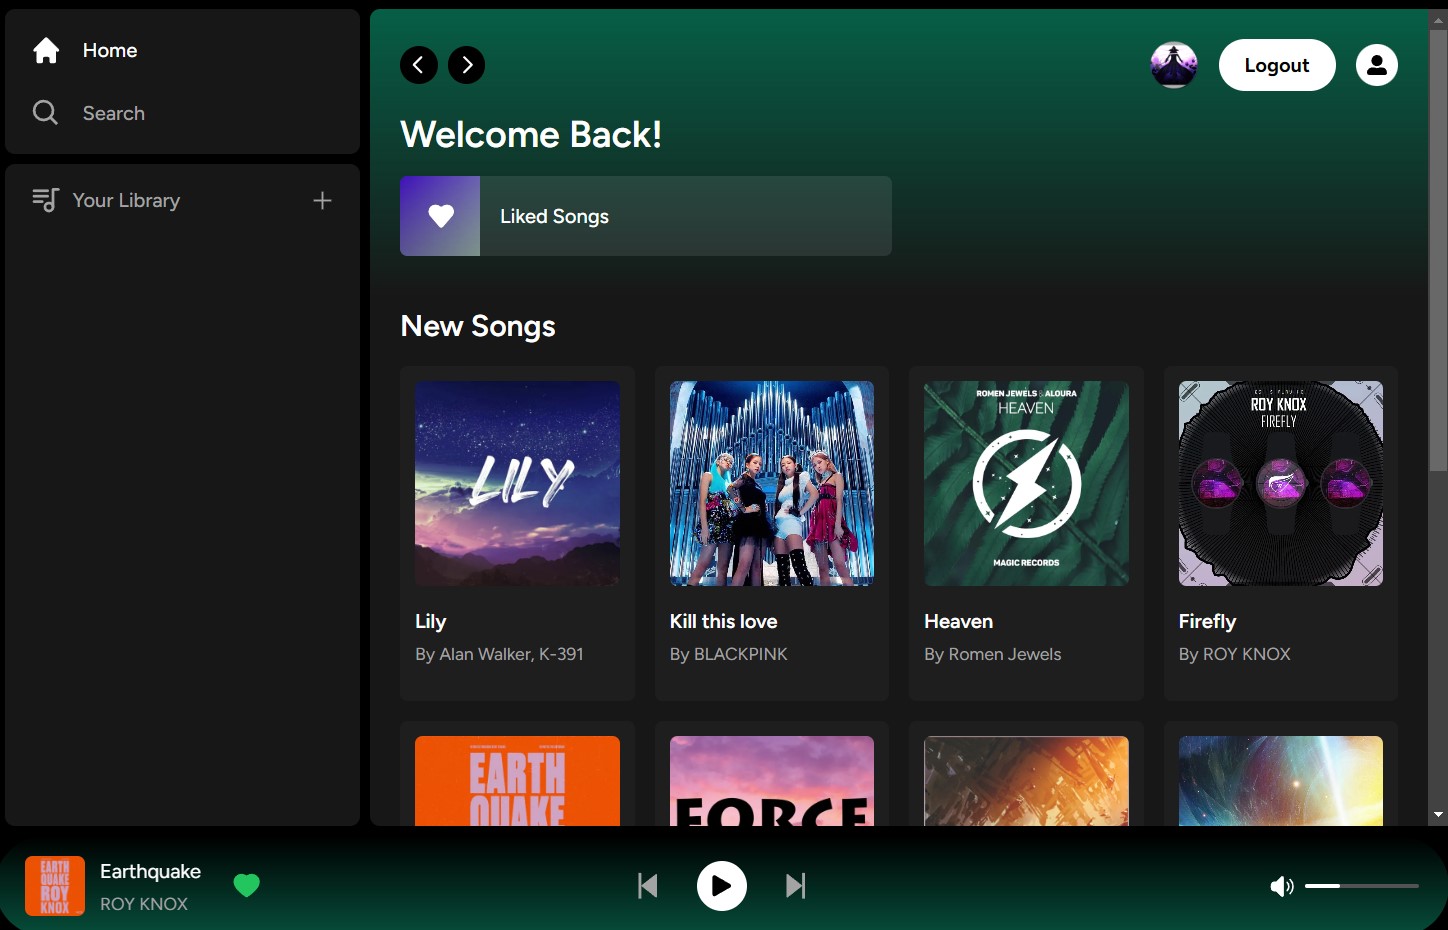 Home
Search
Your Library
Logout
Welcome Back!
Liked Songs
New Songs
LILY
ROMEN JEWELS & ALOURA
HEAVEN
MAGIC RECORDS
ROY KNOX
FIREFLY
Lily
By Alan Walker, K-391
Kill this love
By BLACKPINK
Heaven
By Romen Jewels
Firefly
By ROY KNOX
EARTH
QUAKE
FORCE
EARTH
QUAKE
ROY
KNOX
Earthquake
ROY KNOX